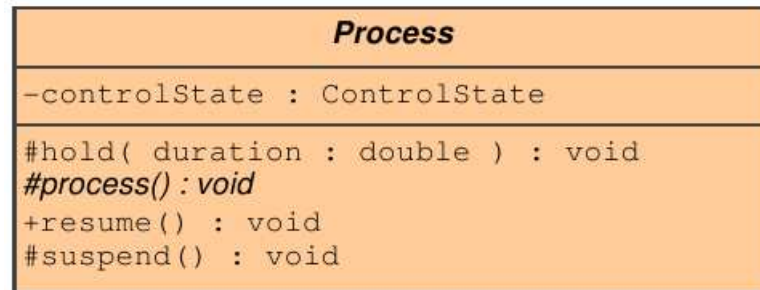 Process
-controlState : ControlState
#hold( duration : double ) : void
#process() : void
+resume() : void
#suspend() : void